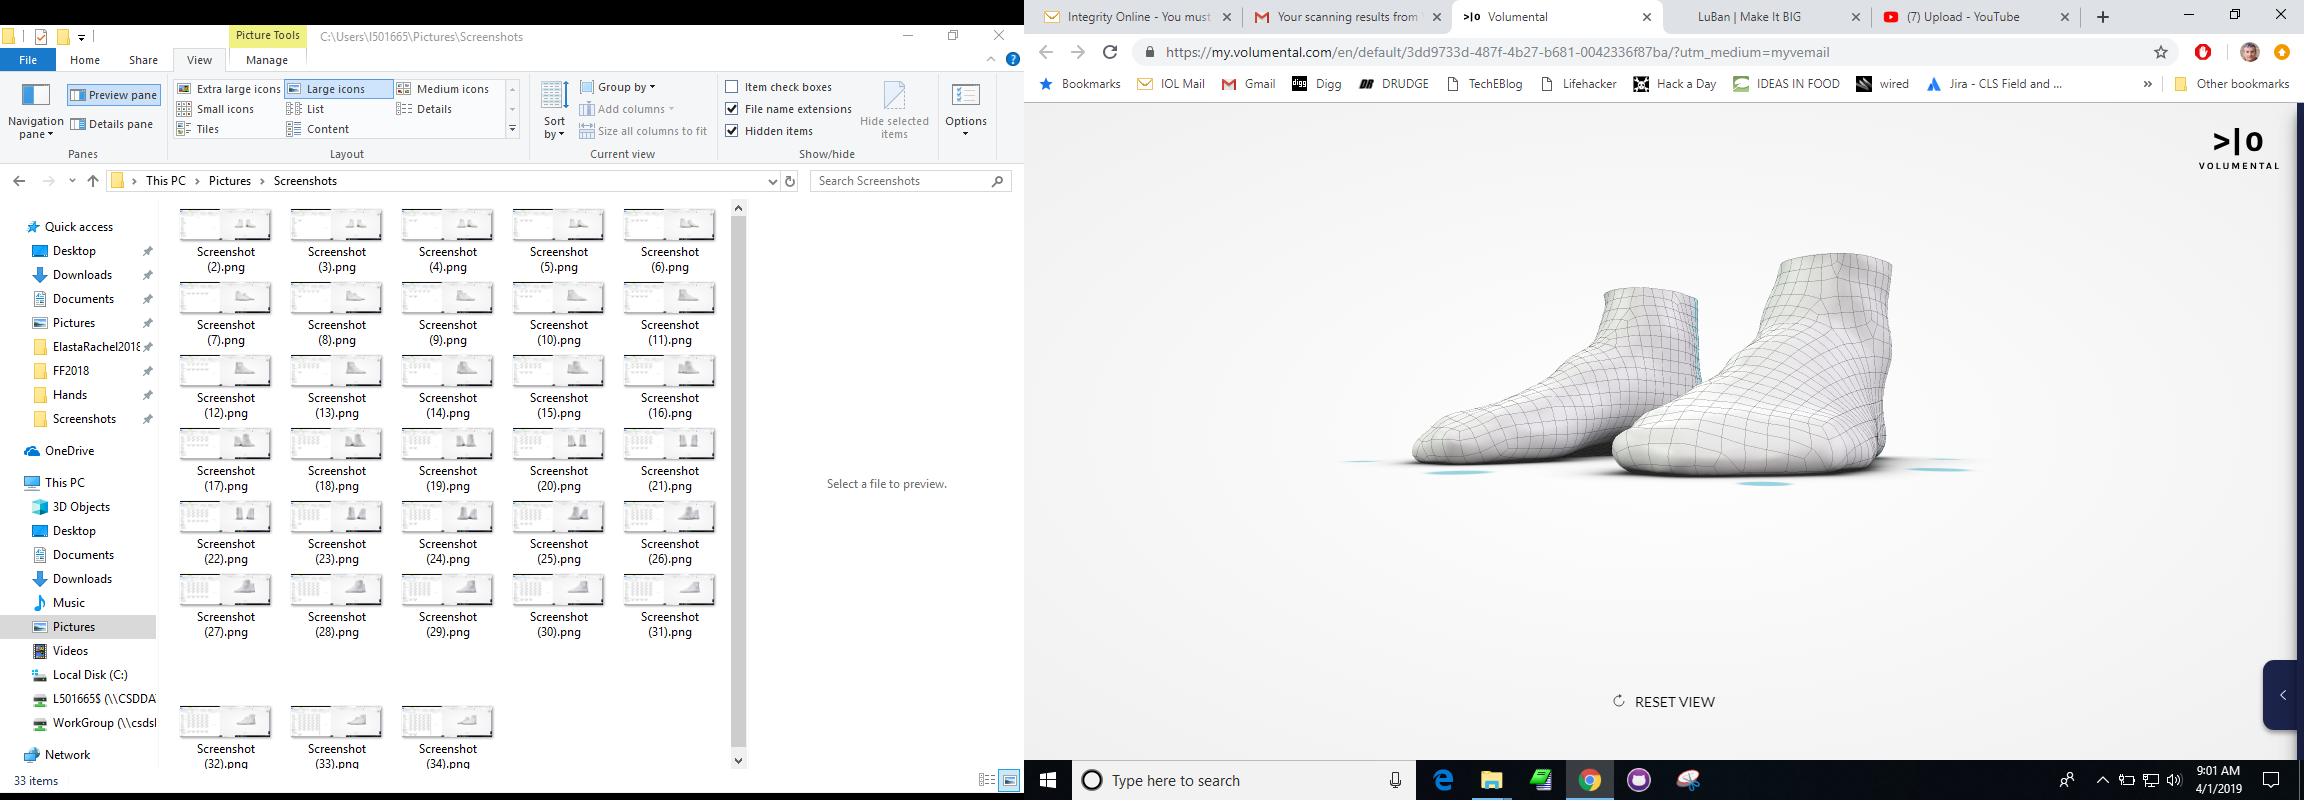 Picture Tools
C:\Users\I501665\Pictures\Screenshots
File
Home
Share
View
Manage
Preview pane
Details pane
Navigation
pane
Panes
Extra large icons
Large icons
Medium icons
Small icons
List
Details
Tiles
Content
Layout
Sort
by
Group by
Add columns
Size all columns to fit
Current view
Item check boxes
File name extensions
Hidden items
Hide selected
items
Show/hide
Options
This PC
Pictures
Screenshots
Search Screenshots
Quick access
Desktop
Downloads
Documents
Pictures
ElastaRachel2018
FF2018
Hands
Screenshots
OneDrive
This PC
3D Objects
Desktop
Documents
Downloads
Music
Pictures
Videos
Local Disk (C:)
L501665$ (\\CSDDA
WorkGroup (\\csdsl
Network
33 items
Screenshot
(2).png
Screenshot
(3).png
Screenshot
(4).png
Screenshot
(5).png
Screenshot
(6).png
Screenshot
(7).png
Screenshot
(8).png
Screenshot
(9).png
Screenshot
(10).png
Screenshot
(11).png
Screenshot
(12).png
Screenshot
(13).png
Screenshot
(14).png
Screenshot
(15).png
Screenshot
(16).png
Screenshot
(17).png
Screenshot
(18).png
Screenshot
(19).png
Screenshot
(20).png
Screenshot
(21).png
Screenshot
(22).png
Screenshot
(23).png
Screenshot
(24).png
Screenshot
(25).png
Screenshot
(26).png
Screenshot
(27).png
Screenshot
(28).png
Screenshot
(29).png
Screenshot
(30).png
Screenshot
(31).png
Screenshot
(32).png
Screenshot
(33).png
Screenshot
(34).png
Select a file to preview.
Integrity Online - You must
Your scanning results from
>|o Volumental
LuBan | Make It BIG
(7) Upload - YouTube
https://my.volumental.com/en/default/3dd9733d-487f-4b27-b681-0042336f87ba/?utm_medium=myvemail
Bookmarks
IOL Mail
Gmail
digg Digg
DR DRUDGE
TechEBlog
Lifehacker
Hack a Day
IDEAS IN FOOD
wired
Jira - CLS Field and ...
»
Other bookmarks
>|o
VOLUMENTAL
RESET VIEW
Type here to search
9:01 AM
4/1/2019